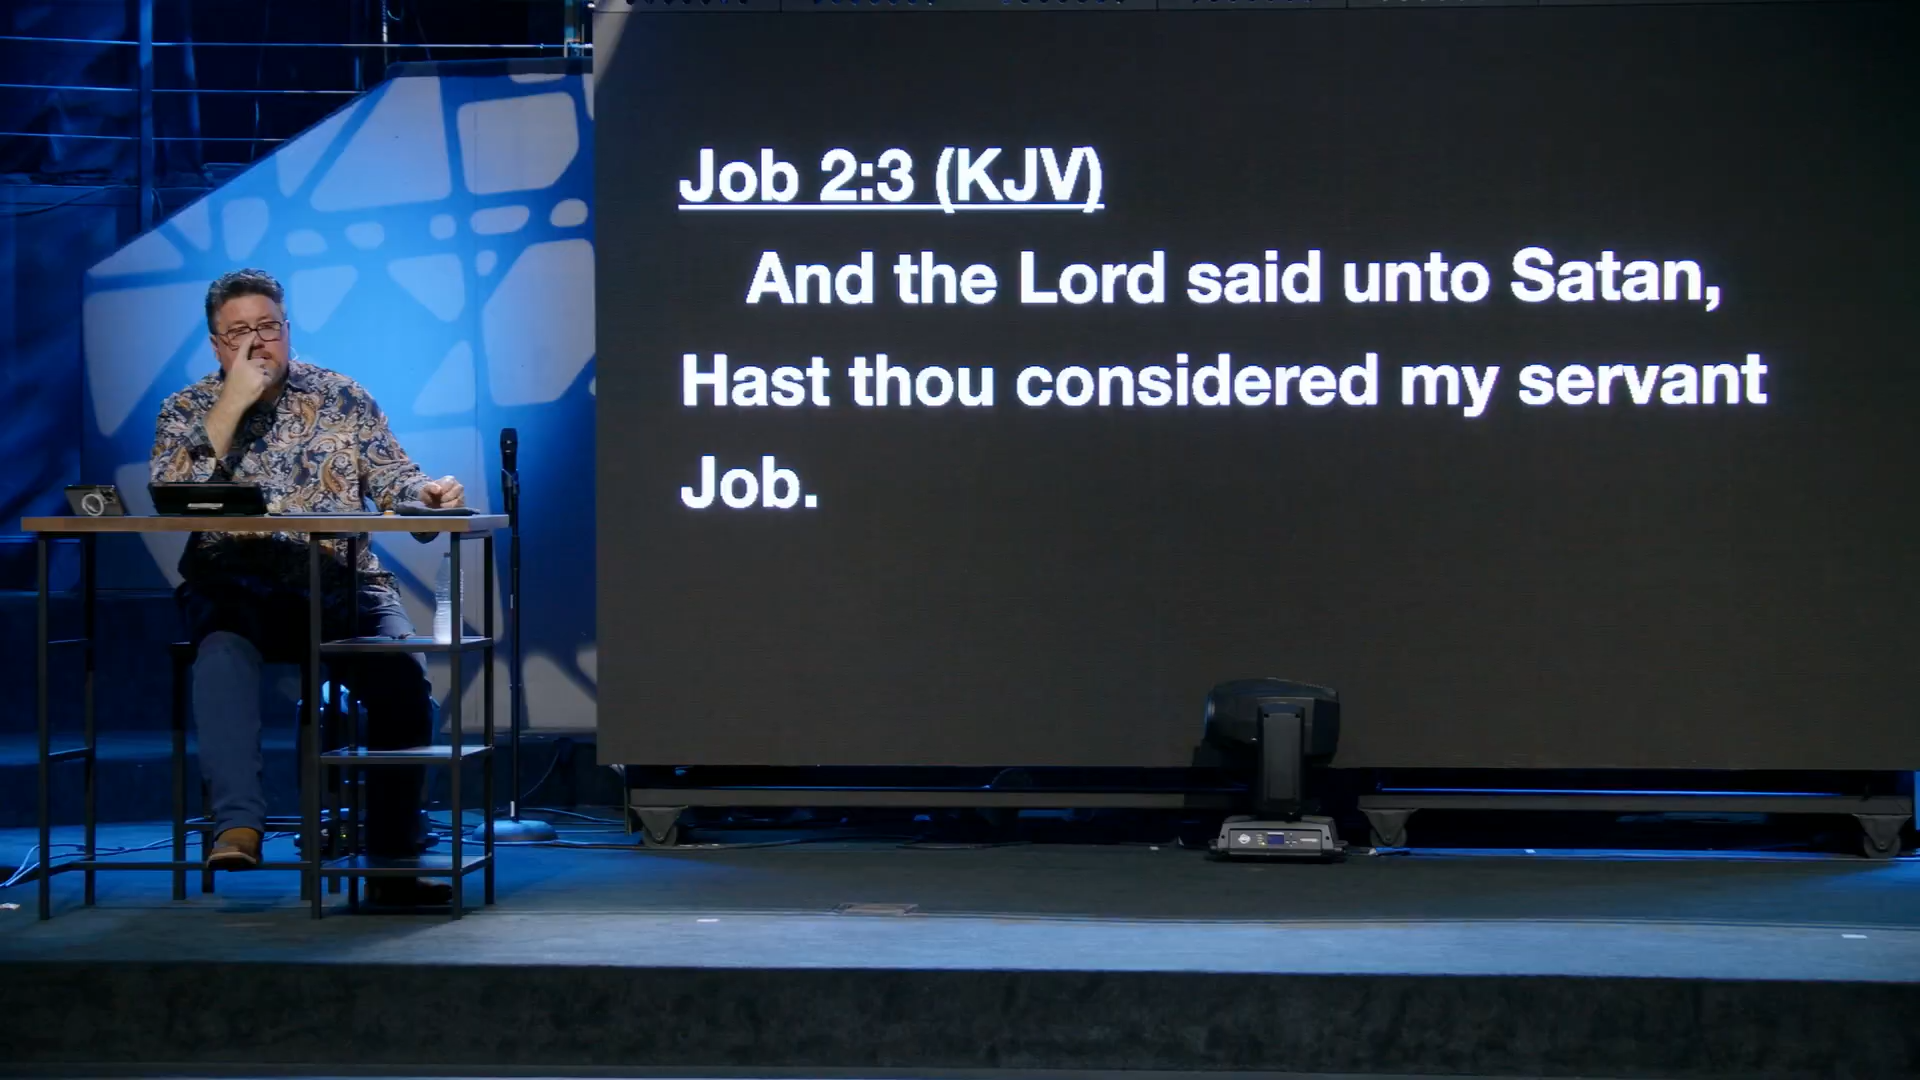 Job 2:3 (KJV)
And the Lord said unto Satan,
Hast thou considered my servant
Job.